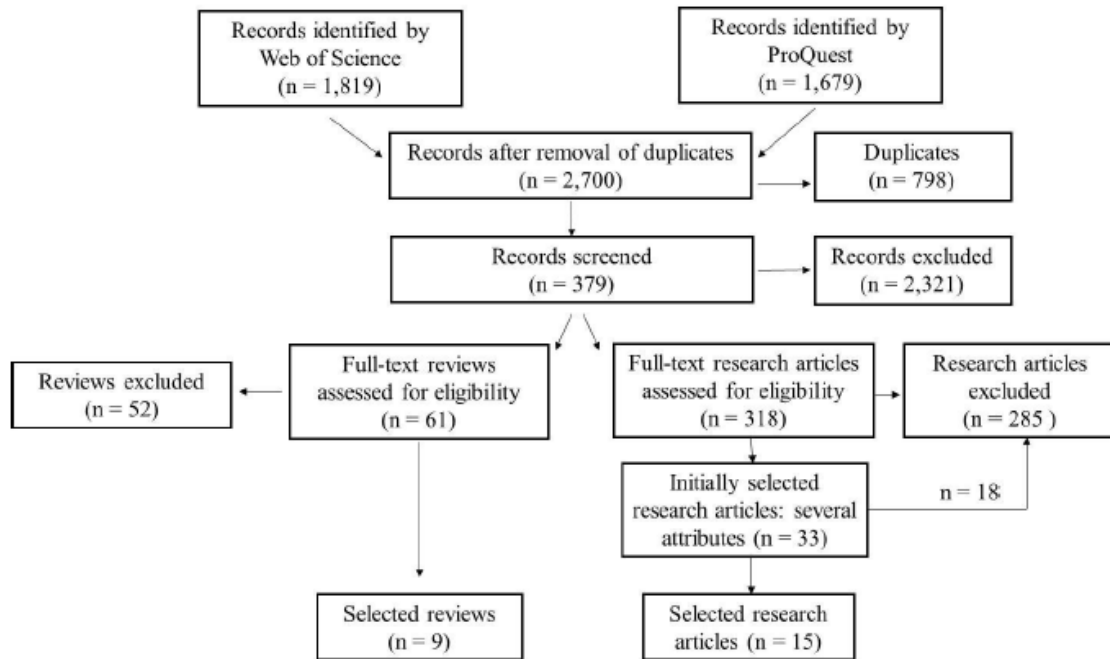 Records identified by
Web of Science
(n = 1,819)
Records identified by
ProQuest
(n = 1,679)
Records after removal of duplicates
(n = 2,700)
Duplicates
(n = 798)
Records screened
(n = 379)
Records excluded
(n = 2,321)
Reviews excluded
(n = 52)
Full-text reviews
assessed for eligibility
(n = 61)
Full-text research articles
assessed for eligibility
(n = 318)
Research articles
excluded
(n = 285 )
Initially selected
research articles: several
attributes (n = 33)
n = 18
Selected reviews
(n = 9)
Selected research
articles (n = 15)